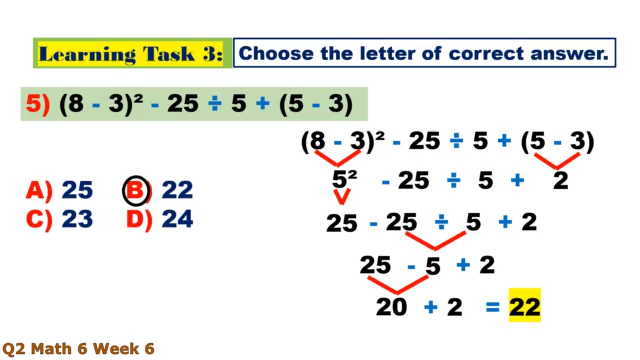 Learning Task 3: Choose the letter of correct answer.
5) (8 - 3)² - 25 ÷ 5 + (5 - 3)
(8 - 3)² - 25 ÷ 5 + (5 - 3)
5² - 25 ÷ 5 + 2
25 - 25 ÷ 5 + 2
25 - 5 + 2
20 + 2 = 22
A) 25 B) 22
C) 23 D) 24
Q2 Math 6 Week 6